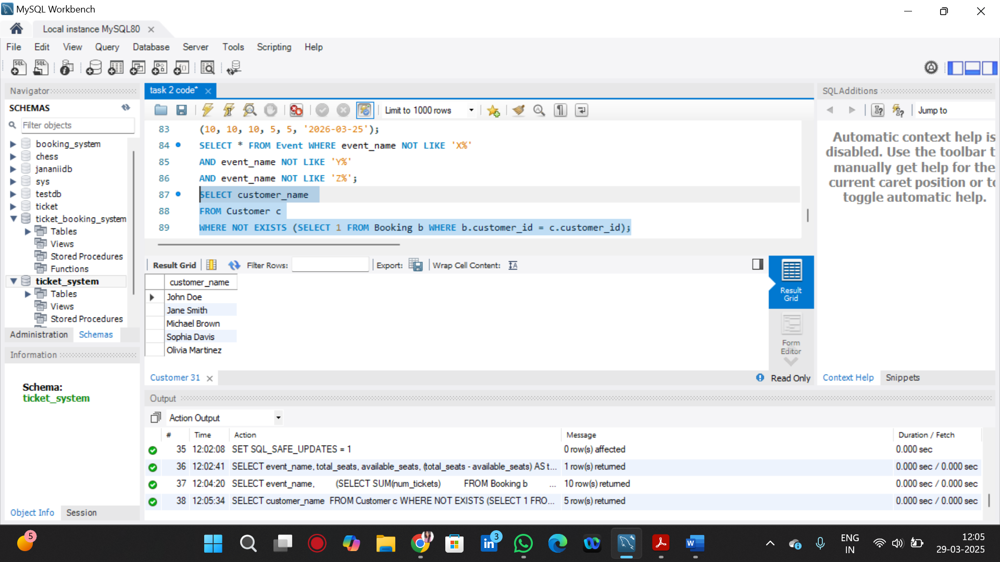 MySQL Workbench
Local instance MySQL80
File Edit View Query Database Server Tools Scripting Help
Navigator
SCHEMAS
Filter objects
booking_system
chess
jananiidb
sys
testdb
ticket
ticket_booking_system
Tables
Views
Stored Procedures
Functions
ticket_system
Tables
Views
Stored Procedures
Administration Schemas
Information
Schema:
ticket_system
Object Info Session
task 2 code*
Limit to 1000 rows
83 (10, 10, 10, 5, 5, '2026-03-25');
84 SELECT * FROM Event WHERE event_name NOT LIKE 'X%'
85 AND event_name NOT LIKE 'Y%'
86 AND event_name NOT LIKE 'Z%';
87 SELECT customer_name
88 FROM Customer c
89 WHERE NOT EXISTS (SELECT 1 FROM Booking b WHERE b.customer_id = c.customer_id);
Result Grid Filter Rows: Export: Wrap Cell Content:
customer_name
John Doe
Jane Smith
Michael Brown
Sophia Davis
Olivia Martinez
Result
Grid
Form
Editor
Customer 31
Read Only
SQLAdditions
Jump to
Automatic context help is
disabled. Use the toolbar t
manually get help for the
current caret position or to
toggle automatic help.
Context Help Snippets
Output
Action Output
# Time Action Message Duration / Fetch
35 12:02:08 SET SQL_SAFE_UPDATES = 1 0 row(s) affected 0.000 sec
36 12:02:41 SELECT event_name, total_seats, available_seats, (total_seats - available_seats) AS t... 1 row(s) returned 0.000 sec / 0.000 sec
37 12:04:20 SELECT event_name, (SELECT SUM(num_tickets) FROM Booking b ... 10 row(s) returned 0.000 sec / 0.000 sec
38 12:05:34 SELECT customer_name FROM Customer c WHERE NOT EXISTS (SELECT 1 FRO... 5 row(s) returned 0.000 sec / 0.000 sec
5
3
ENG
IN
12:05
29-03-2025